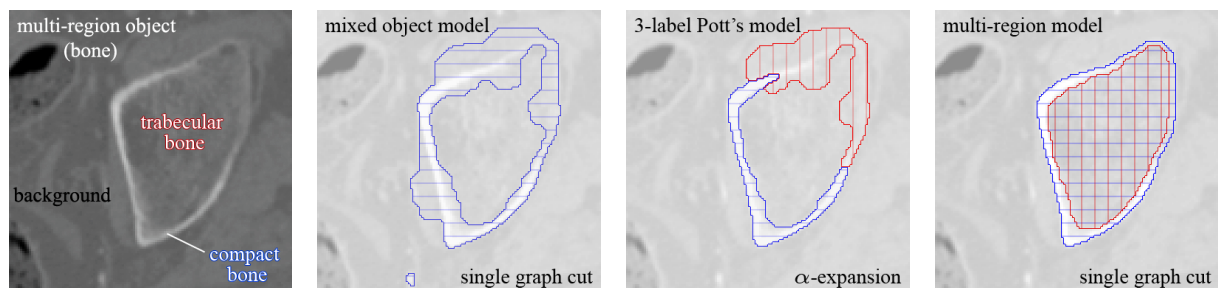 multi-region object
(bone)
trabecular
bone
background
compact
bone
mixed object model
single graph cut
3-label Pott's model
α-expansion
multi-region model
single graph cut